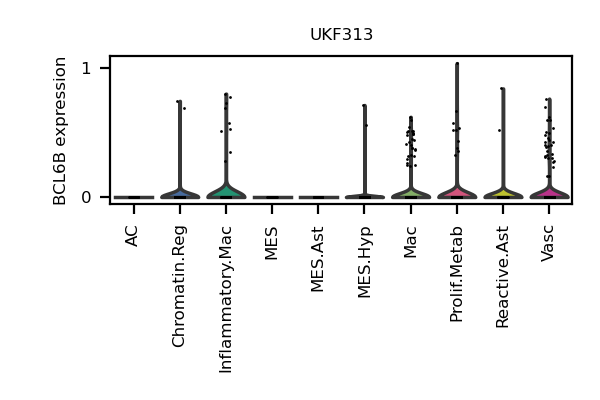 UKF313
BCL6B expression
1
0
AC
Chromatin.Reg
Inflammatory.Mac
MES
MES.Ast
MES.Hyp
Mac
Prolif.Metab
Reactive.Ast
Vasc